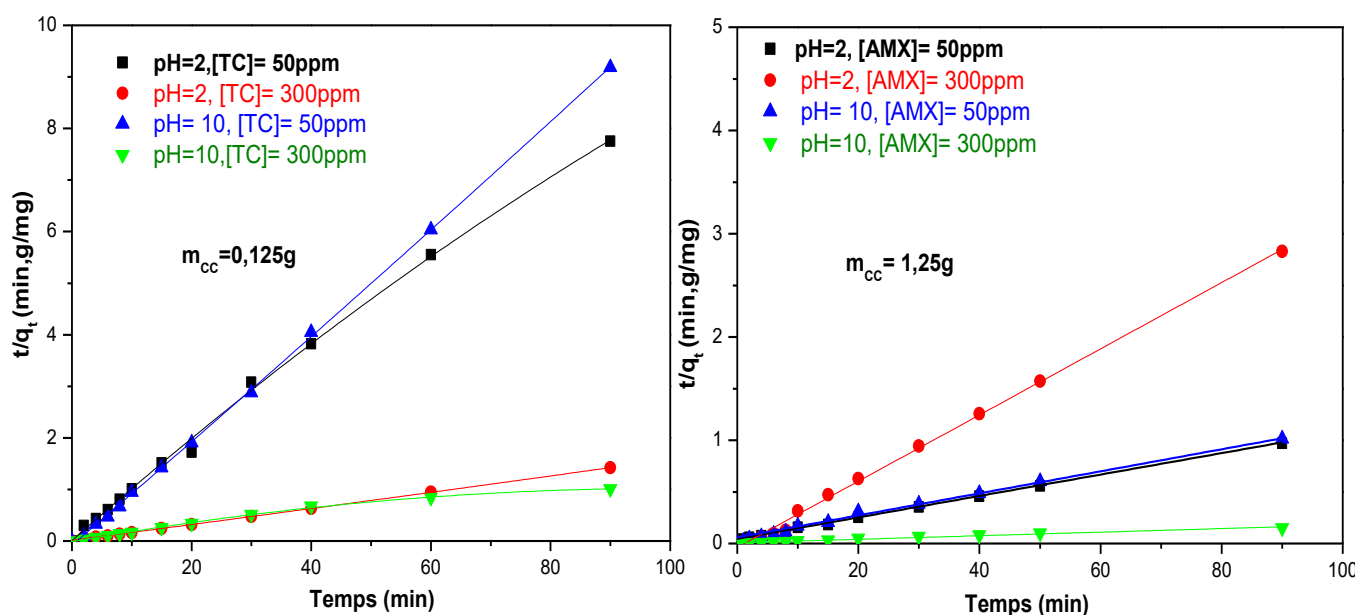 pH=2,[TC]= 50ppm
pH=2, [TC]= 300ppm
pH= 10, [TC]= 50ppm
pH=10,[TC]= 300ppm
m_cc=0,125g
t/q_t (min,g/mg)
10
8
6
4
2
0
0 20 40 60 80 100
Temps (min)
pH=2, [AMX]= 50ppm
pH=2, [AMX]= 300ppm
pH= 10, [AMX]= 50ppm
pH=10, [AMX]= 300ppm
m_cc= 1,25g
t/q_t (min,g/mg)
5
4
3
2
1
0
0 20 40 60 80 100
Temps (min)